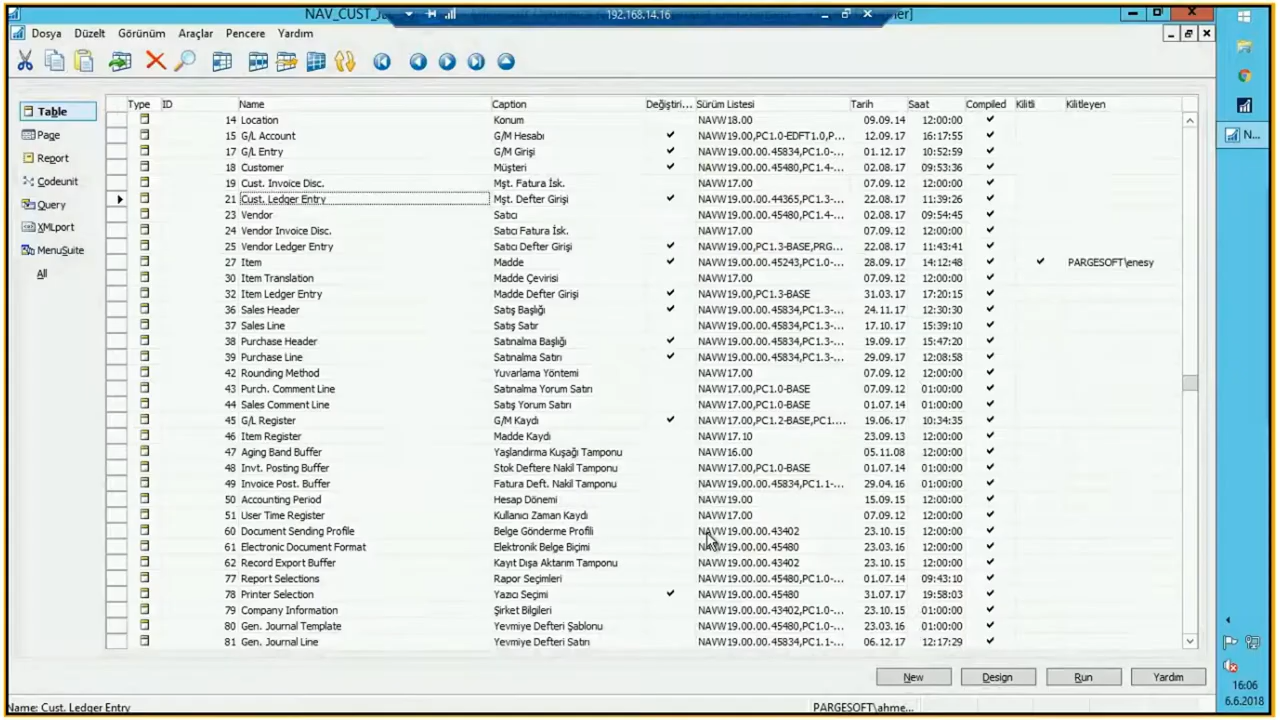 NAV_CUST_J
192.168.14.16
Dosya Düzelt Görünüm Araçlar Pencere Yardım
Table
Page
Report
Codeunit
Query
XMLport
MenuSuite
All
Type ID Name Caption Değiştiri... Sürüm Listesi Tarih Saat Compiled Kilitli Kilitleyen
14 Location Konum NAVW18.00 09.09.14 12:00:00
15 G/L Account G/M Hesabı NAVW19.00,PC1.0-EDFT1.0,P... 12.09.17 16:17:55
17 G/L Entry G/M Girişi NAVW19.00.00.45834,PC1.0-... 01.12.17 10:52:59
18 Customer Müşteri NAVW19.00.00.45480,PC1.4-... 02.08.17 09:53:36
19 Cust. Invoice Disc. Mşt. Fatura İsk. NAVW17.00 07.09.12 12:00:00
21 Cust. Ledger Entry Mşt. Defter Girişi NAVW19.00.00.44365,PC1.3-... 22.08.17 11:39:26
23 Vendor Satıcı NAVW19.00.00.45480,PC1.4-... 02.08.17 09:54:45
24 Vendor Invoice Disc. Satıcı Fatura İsk. NAVW17.00 07.09.12 12:00:00
25 Vendor Ledger Entry Satıcı Defter Girişi NAVW19.00,PC1.3-BASE,PRG... 22.08.17 11:43:41
27 Item Madde NAVW19.00.00.45243,PC1.0-... 28.09.17 14:12:48 PARGESOFT\enesy
30 Item Translation Madde Çevirisi NAVW17.00 07.09.12 12:00:00
32 Item Ledger Entry Madde Defter Girişi NAVW19.00,PC1.3-BASE 31.03.17 17:20:15
36 Sales Header Satış Başlığı NAVW19.00.00.45834,PC1.3-... 24.11.17 12:30:30
37 Sales Line Satış Satır NAVW19.00.00.45834,PC1.3-... 17.10.17 15:39:10
38 Purchase Header Satınalma Başlığı NAVW19.00.00.45834,PC1.3-... 19.09.17 15:47:20
39 Purchase Line Satınalma Satırı NAVW19.00.00.45834,PC1.3-... 29.09.17 12:08:58
42 Rounding Method Yuvarlama Yöntemi NAVW17.00 07.09.12 12:00:00
43 Purch. Comment Line Satınalma Yorum Satırı NAVW17.00,PC1.0-BASE 07.09.12 01:00:00
44 Sales Comment Line Satış Yorum Satırı NAVW17.00,PC1.0-BASE 01.07.14 01:00:00
45 G/L Register G/M Kaydı NAVW17.00,PC1.2-BASE,PC1.... 19.06.17 10:34:35
46 Item Register Madde Kaydı NAVW17.10 23.09.13 12:00:00
47 Aging Band Buffer Yaşlandırma Kuşağı Tamponu NAVW16.00 05.11.08 12:00:00
48 Invt. Posting Buffer Stok Deftere Nakil Tamponu NAVW17.00,PC1.0-BASE 01.07.14 01:00:00
49 Invoice Post. Buffer Fatura Deft. Nakil Tamponu NAVW19.00.00.45834,PC1.1-... 29.04.16 01:00:00
50 Accounting Period Hesap Dönemi NAVW19.00 15.09.15 12:00:00
51 User Time Register Kullanıcı Zaman Kaydı NAVW17.00 07.09.12 12:00:00
60 Document Sending Profile Belge Gönderme Profili NAVW19.00.00.43402 23.10.15 12:00:00
61 Electronic Document Format Elektronik Belge Biçimi NAVW19.00.00.45480 23.03.16 12:00:00
62 Record Export Buffer Kayıt Dışa Aktarım Tamponu NAVW19.00.00.43402 23.10.15 12:00:00
77 Report Selections Rapor Seçimleri NAVW19.00.00.45480,PC1.0-... 01.07.14 09:43:10
78 Printer Selection Yazıcı Seçimi NAVW19.00.00.45480 31.07.17 19:58:03
79 Company Information Şirket Bilgileri NAVW19.00.00.43402,PC1.0-... 23.10.15 01:00:00
80 Gen. Journal Template Yevmiye Defteri Şablonu NAVW19.00.00.45480,PC1.0-... 23.03.16 01:00:00
81 Gen. Journal Line Yevmiye Defteri Satırı NAVW19.00.00.45834,PC1.1-... 06.12.17 12:17:29
New Design Run Yardım
Name: Cust. Ledger Entry PARGESOFT\ahme...
N...
16:06
6.6.2018